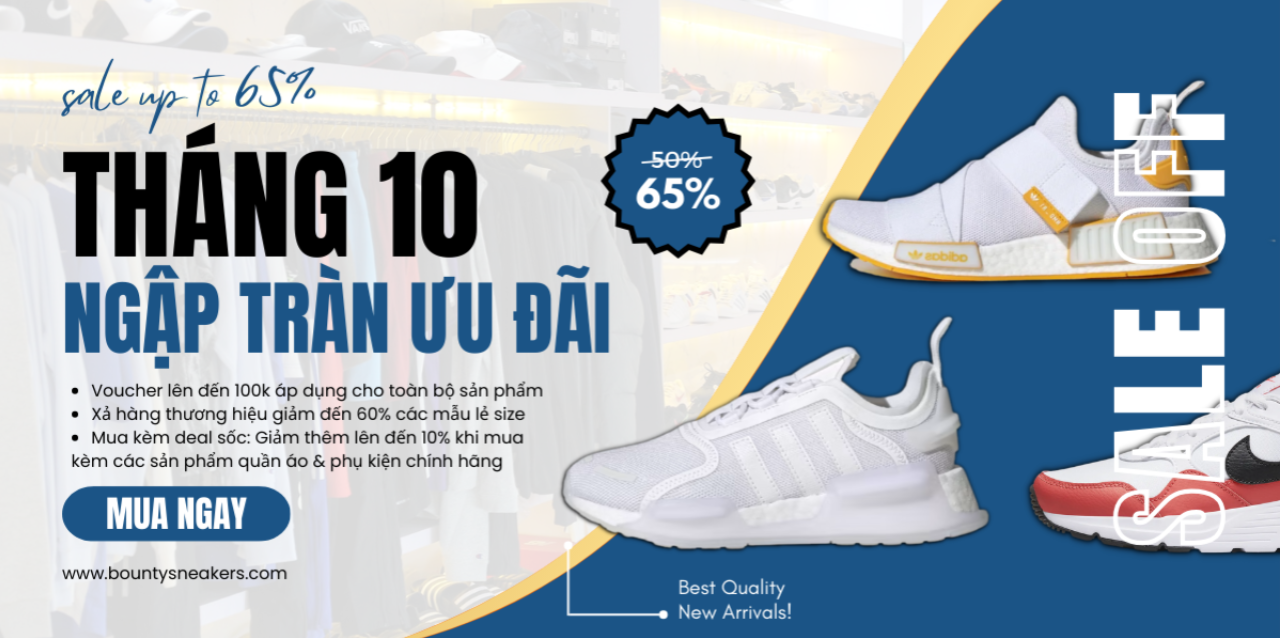 sale up to 65%
THÁNG 10
NGẬP TRÀN ƯU ĐÃI
50%
65%
• Voucher lên đến 100k áp dụng cho toàn bộ sản phẩm
• Xả hàng thương hiệu giảm đến 60% các mẫu lẻ size
• Mua kèm deal sốc: Giảm thêm lên đến 10% khi mua
kèm các sản phẩm quần áo & phụ kiện chính hãng
MUA NGAY
www.bountysneakers.com
Best Quality
New Arrivals!
SALE OFF